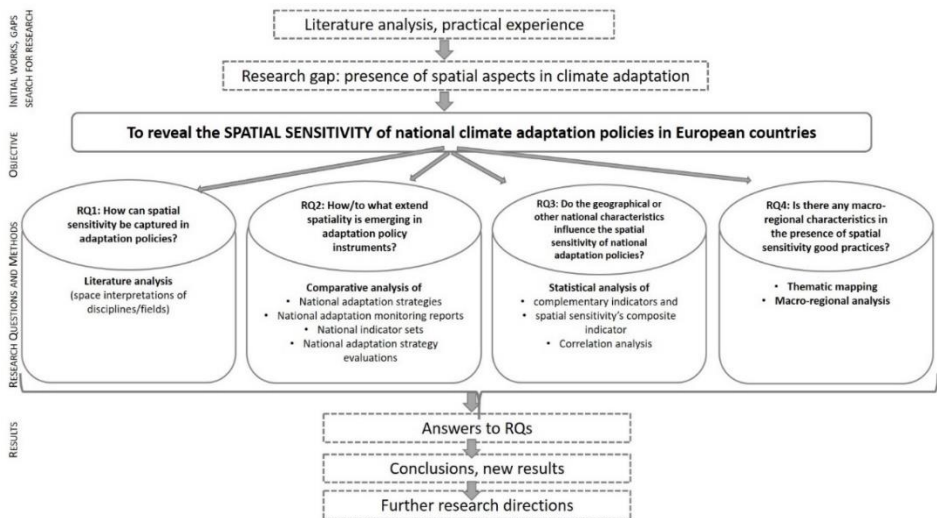 INITIAL WORKS, GAPS
SEARCH FOR RESEARCH
Literature analysis, practical experience
Research gap: presence of spatial aspects in climate adaptation
OBJECTIVE
To reveal the SPATIAL SENSITIVITY of national climate adaptation policies in European countries
RESEARCH QUESTIONS AND METHODS
RQ1: How can spatial
sensitivity be captured in
adaptation policies?
Literature analysis
(space interpretations of
disciplines/fields)
RQ2: How/to what extend
spatiality is emerging in
adaptation policy
instruments?
Comparative analysis of
• National adaptation strategies
• National adaptation monitoring reports
• National indicator sets
• National adaptation strategy
evaluations
RQ3: Do the geographical or
other national characteristics
influence the spatial
sensitivity of national
adaptation policies?
Statistical analysis of
• complementary indicators and
• spatial sensitivity's composite
indicator
• Correlation analysis
RQ4: Is there any macro-
regional characteristics in
the presence of spatial
sensitivity good practices?
• Thematic mapping
• Macro-regional analysis
RESULTS
Answers to RQs
Conclusions, new results
Further research directions